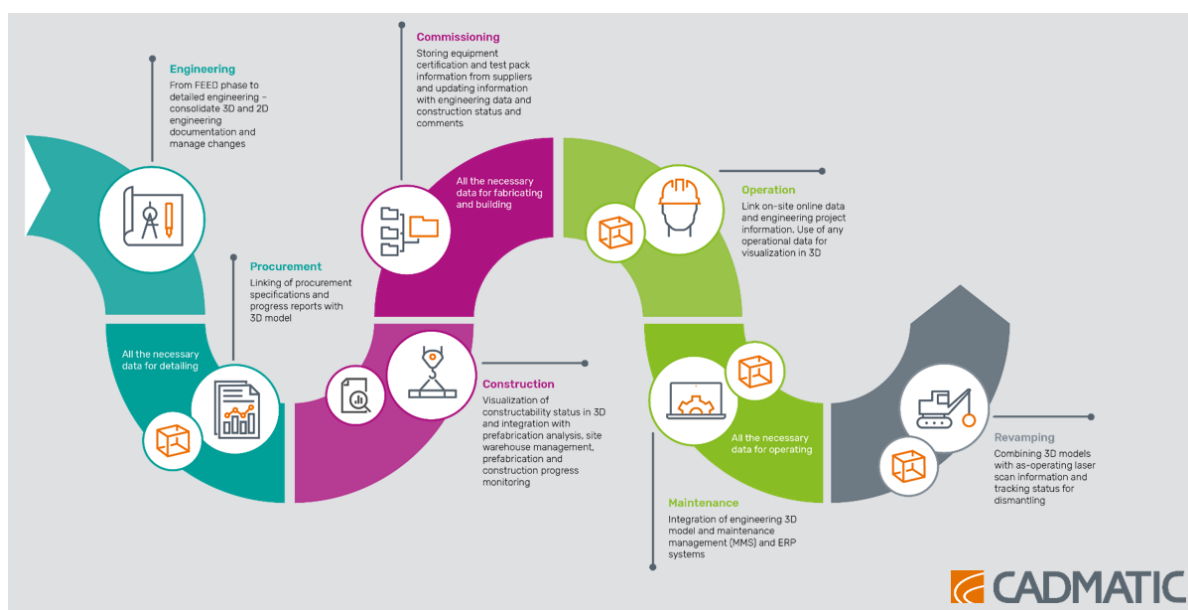 Engineering
From FEED phase to
detailed engineering –
consolidate 3D and 2D
engineering
documentation and
manage changes
Procurement
Linking of procurement
specifications and
progress reports with
3D model
All the necessary
data for detailing
Commissioning
Storing equipment
certification and test pack
information from suppliers
and updating information
with engineering data and
construction status and
comments
All the necessary
data for fabricating
and building
Construction
Visualization of
constructability status in 3D
and integration with
prefabrication analysis, site
warehouse management,
prefabrication and
construction progress
monitoring
Operation
Link on-site online data
and engineering project
information. Use of any
operational data for
visualization in 3D
All the necessary
data for operating
Maintenance
Integration of engineering 3D
model and maintenance
management (MMS) and ERP
systems
Revamping
Combining 3D models
with as-operating laser
scan information and
tracking status for
dismantling
CADMATIC